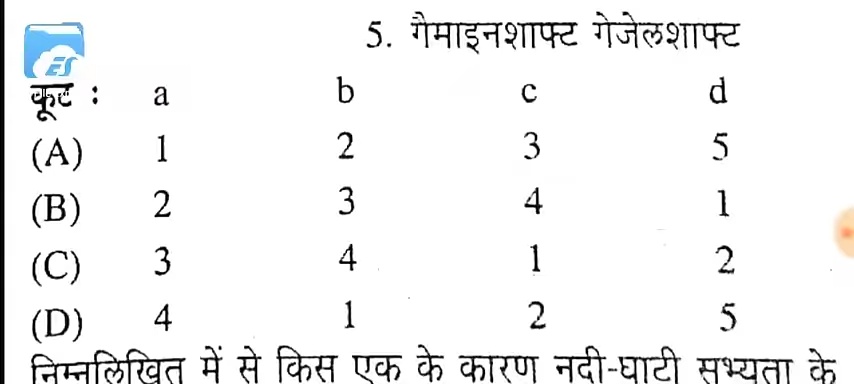 5. गैमाइनशाफ्ट गेजेलशाफ्ट
कूट : a b c d
(A) 1 2 3 5
(B) 2 3 4 1
(C) 3 4 1 2
(D) 4 1 2 5
निम्नलिखित में से किस एक के कारण नदी-घाटी सभ्यता के